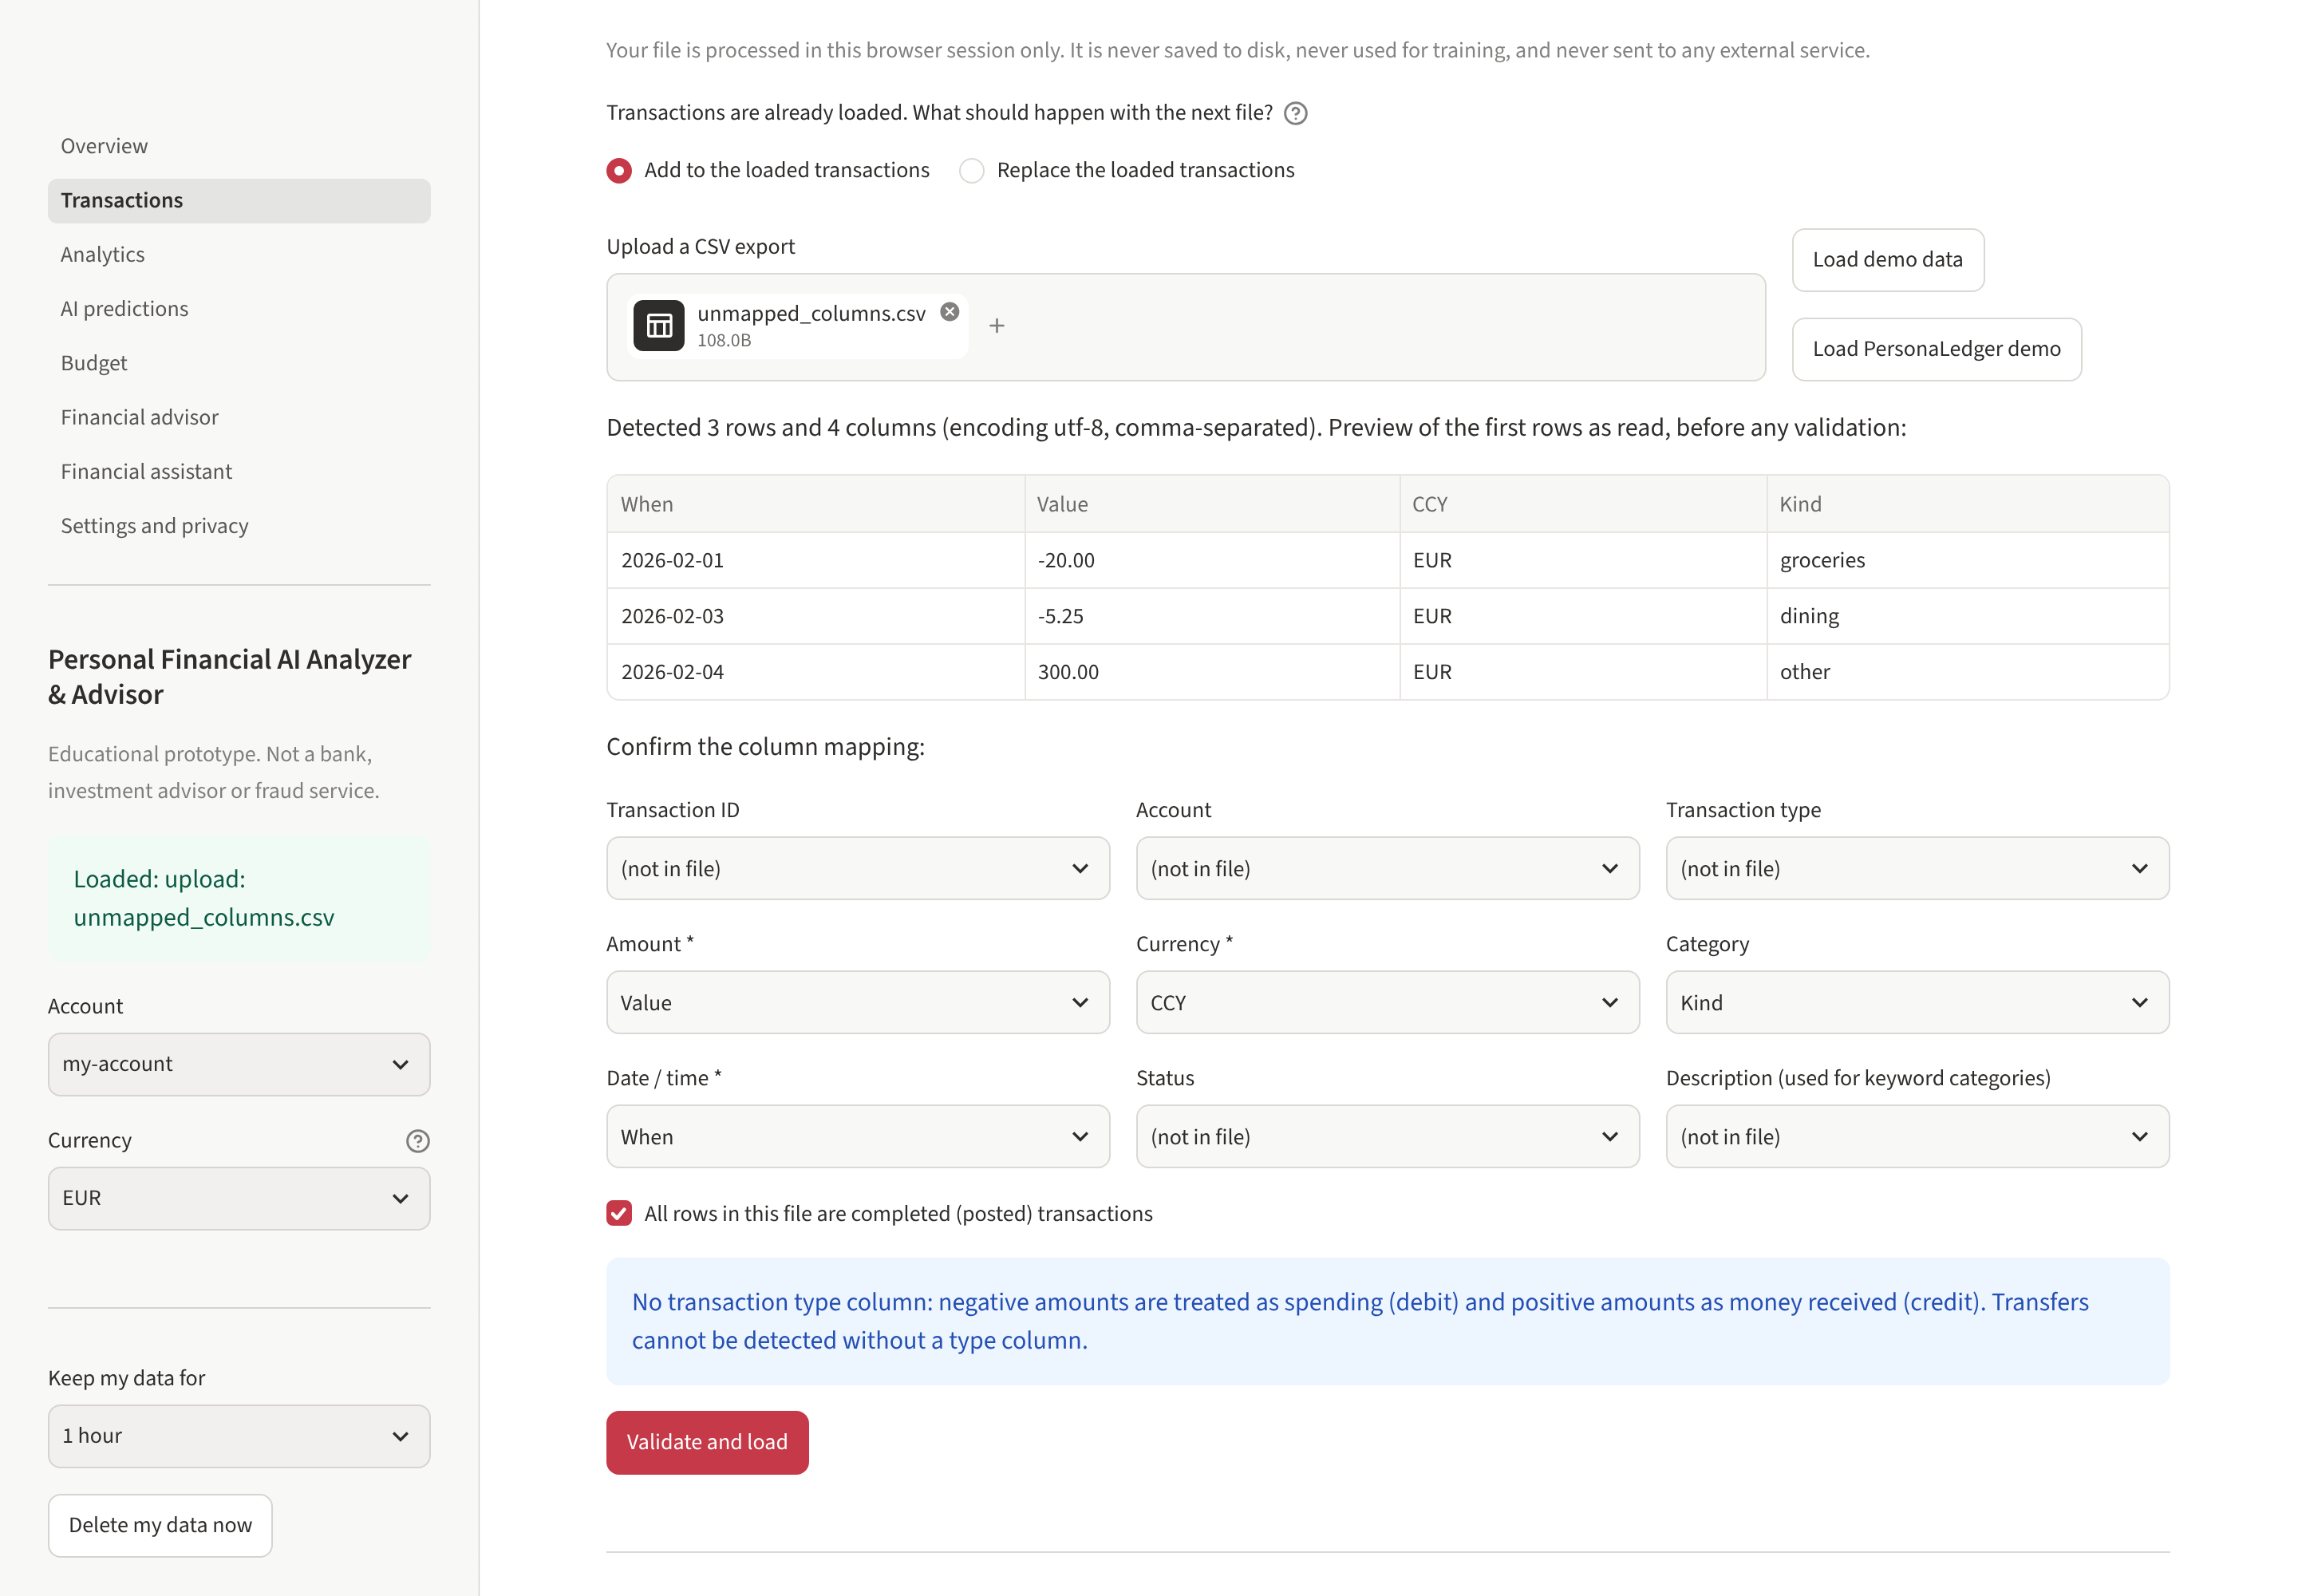 Overview
Transactions
Analytics
AI predictions
Budget
Financial advisor
Financial assistant
Settings and privacy
Personal Financial AI Analyzer
& Advisor
Educational prototype. Not a bank,
investment advisor or fraud service.
Loaded: upload:
unmapped_columns.csv
Account
my-account
Currency
EUR
Keep my data for
1 hour
Delete my data now
Your file is processed in this browser session only. It is never saved to disk, never used for training, and never sent to any external service.
Transactions are already loaded. What should happen with the next file?
Add to the loaded transactions Replace the loaded transactions
Upload a CSV export
unmapped_columns.csv
108.0B
Load demo data
Load PersonaLedger demo
Detected 3 rows and 4 columns (encoding utf-8, comma-separated). Preview of the first rows as read, before any validation:
When Value CCY Kind
2026-02-01 -20.00 EUR groceries
2026-02-03 -5.25 EUR dining
2026-02-04 300.00 EUR other
Confirm the column mapping:
Transaction ID Account Transaction type
(not in file) (not in file) (not in file)
Amount * Currency * Category
Value CCY Kind
Date / time * Status Description (used for keyword categories)
When (not in file) (not in file)
All rows in this file are completed (posted) transactions
No transaction type column: negative amounts are treated as spending (debit) and positive amounts as money received (credit). Transfers
cannot be detected without a type column.
Validate and load